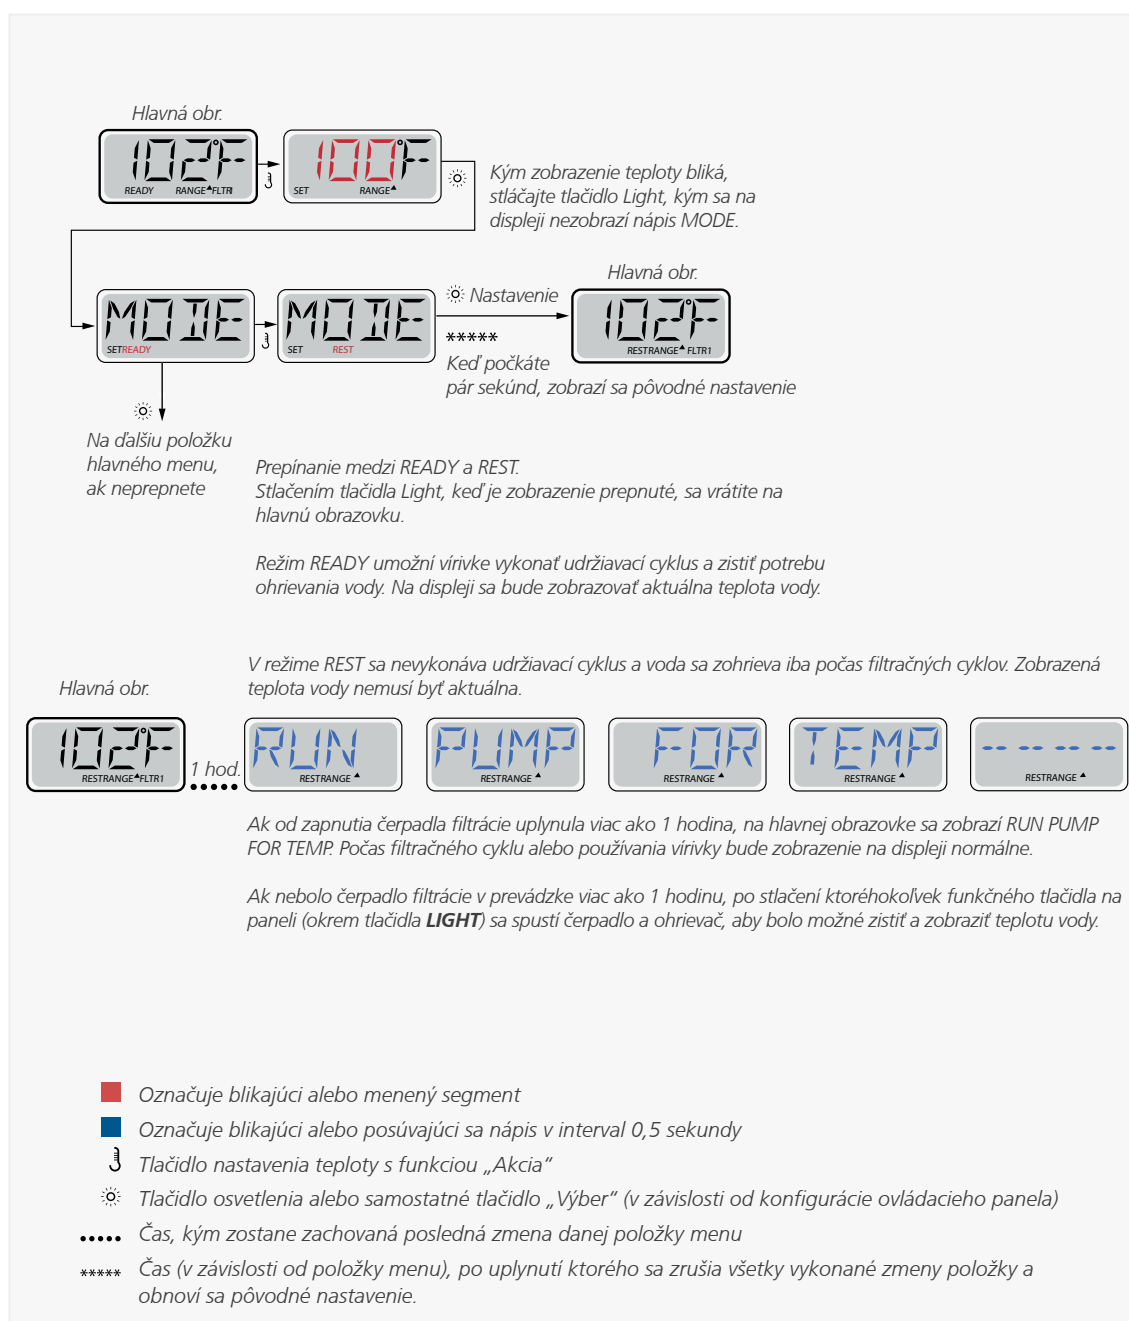 Hlavná obr.
102°F
READY RANGE▲FLTR1
100°F
SET RANGE▲
Kým zobrazenie teploty bliká,
stláčajte tlačidlo Light, kým sa na
displeji nezobrazí nápis MODE.
MODE
SETREADY
MODE
SET REST
Nastavenie
*****
Keď počkáte
pár sekúnd, zobrazí sa pôvodné nastavenie
Hlavná obr.
102°F
RESTRANGE▲ FLTR1
Na ďalšiu položku
hlavného menu,
ak neprepnete
Prepínanie medzi READY a REST.
Stlačením tlačidla Light, keď je zobrazenie prepnuté, sa vrátite na
hlavnú obrazovku.
Režim READY umožní vírivke vykonať udržiavací cyklus a zistiť potrebu
ohrievania vody. Na displeji sa bude zobrazovať aktuálna teplota vody.
V režime REST sa nevykonáva udržiavací cyklus a voda sa zohrieva iba počas filtračných cyklov. Zobrazená
teplota vody nemusí byť aktuálna.
Hlavná obr.
102°F
RESTRANGE▲FLTR1
1 hod.
•••••
RUN
RESTRANGE ▲
PUMP
RESTRANGE ▲
FOR
RESTRANGE ▲
TEMP
RESTRANGE ▲
-- -- -- --
RESTRANGE ▲
Ak od zapnutia čerpadla filtrácie uplynula viac ako 1 hodina, na hlavnej obrazovke sa zobrazí RUN PUMP
FOR TEMP. Počas filtračného cyklu alebo používania vírivky bude zobrazenie na displeji normálne.
Ak nebolo čerpadlo filtrácie v prevádzke viac ako 1 hodinu, po stlačení ktoréhokoľvek funkčného tlačidla na
paneli (okrem tlačidla LIGHT) sa spustí čerpadlo a ohrievač, aby bolo možné zistiť a zobraziť teplotu vody.
Označuje blikajúci alebo menený segment
Označuje blikajúci alebo posúvajúci sa nápis v interval 0,5 sekundy
Tlačidlo nastavenia teploty s funkciou „Akcia“
Tlačidlo osvetlenia alebo samostatné tlačidlo „Výber“ (v závislosti od konfigurácie ovládacieho panela)
••••• Čas, kým zostane zachovaná posledná zmena danej položky menu
***** Čas (v závislosti od položky menu), po uplynutí ktorého sa zrušia všetky vykonané zmeny položky a
obnoví sa pôvodné nastavenie.